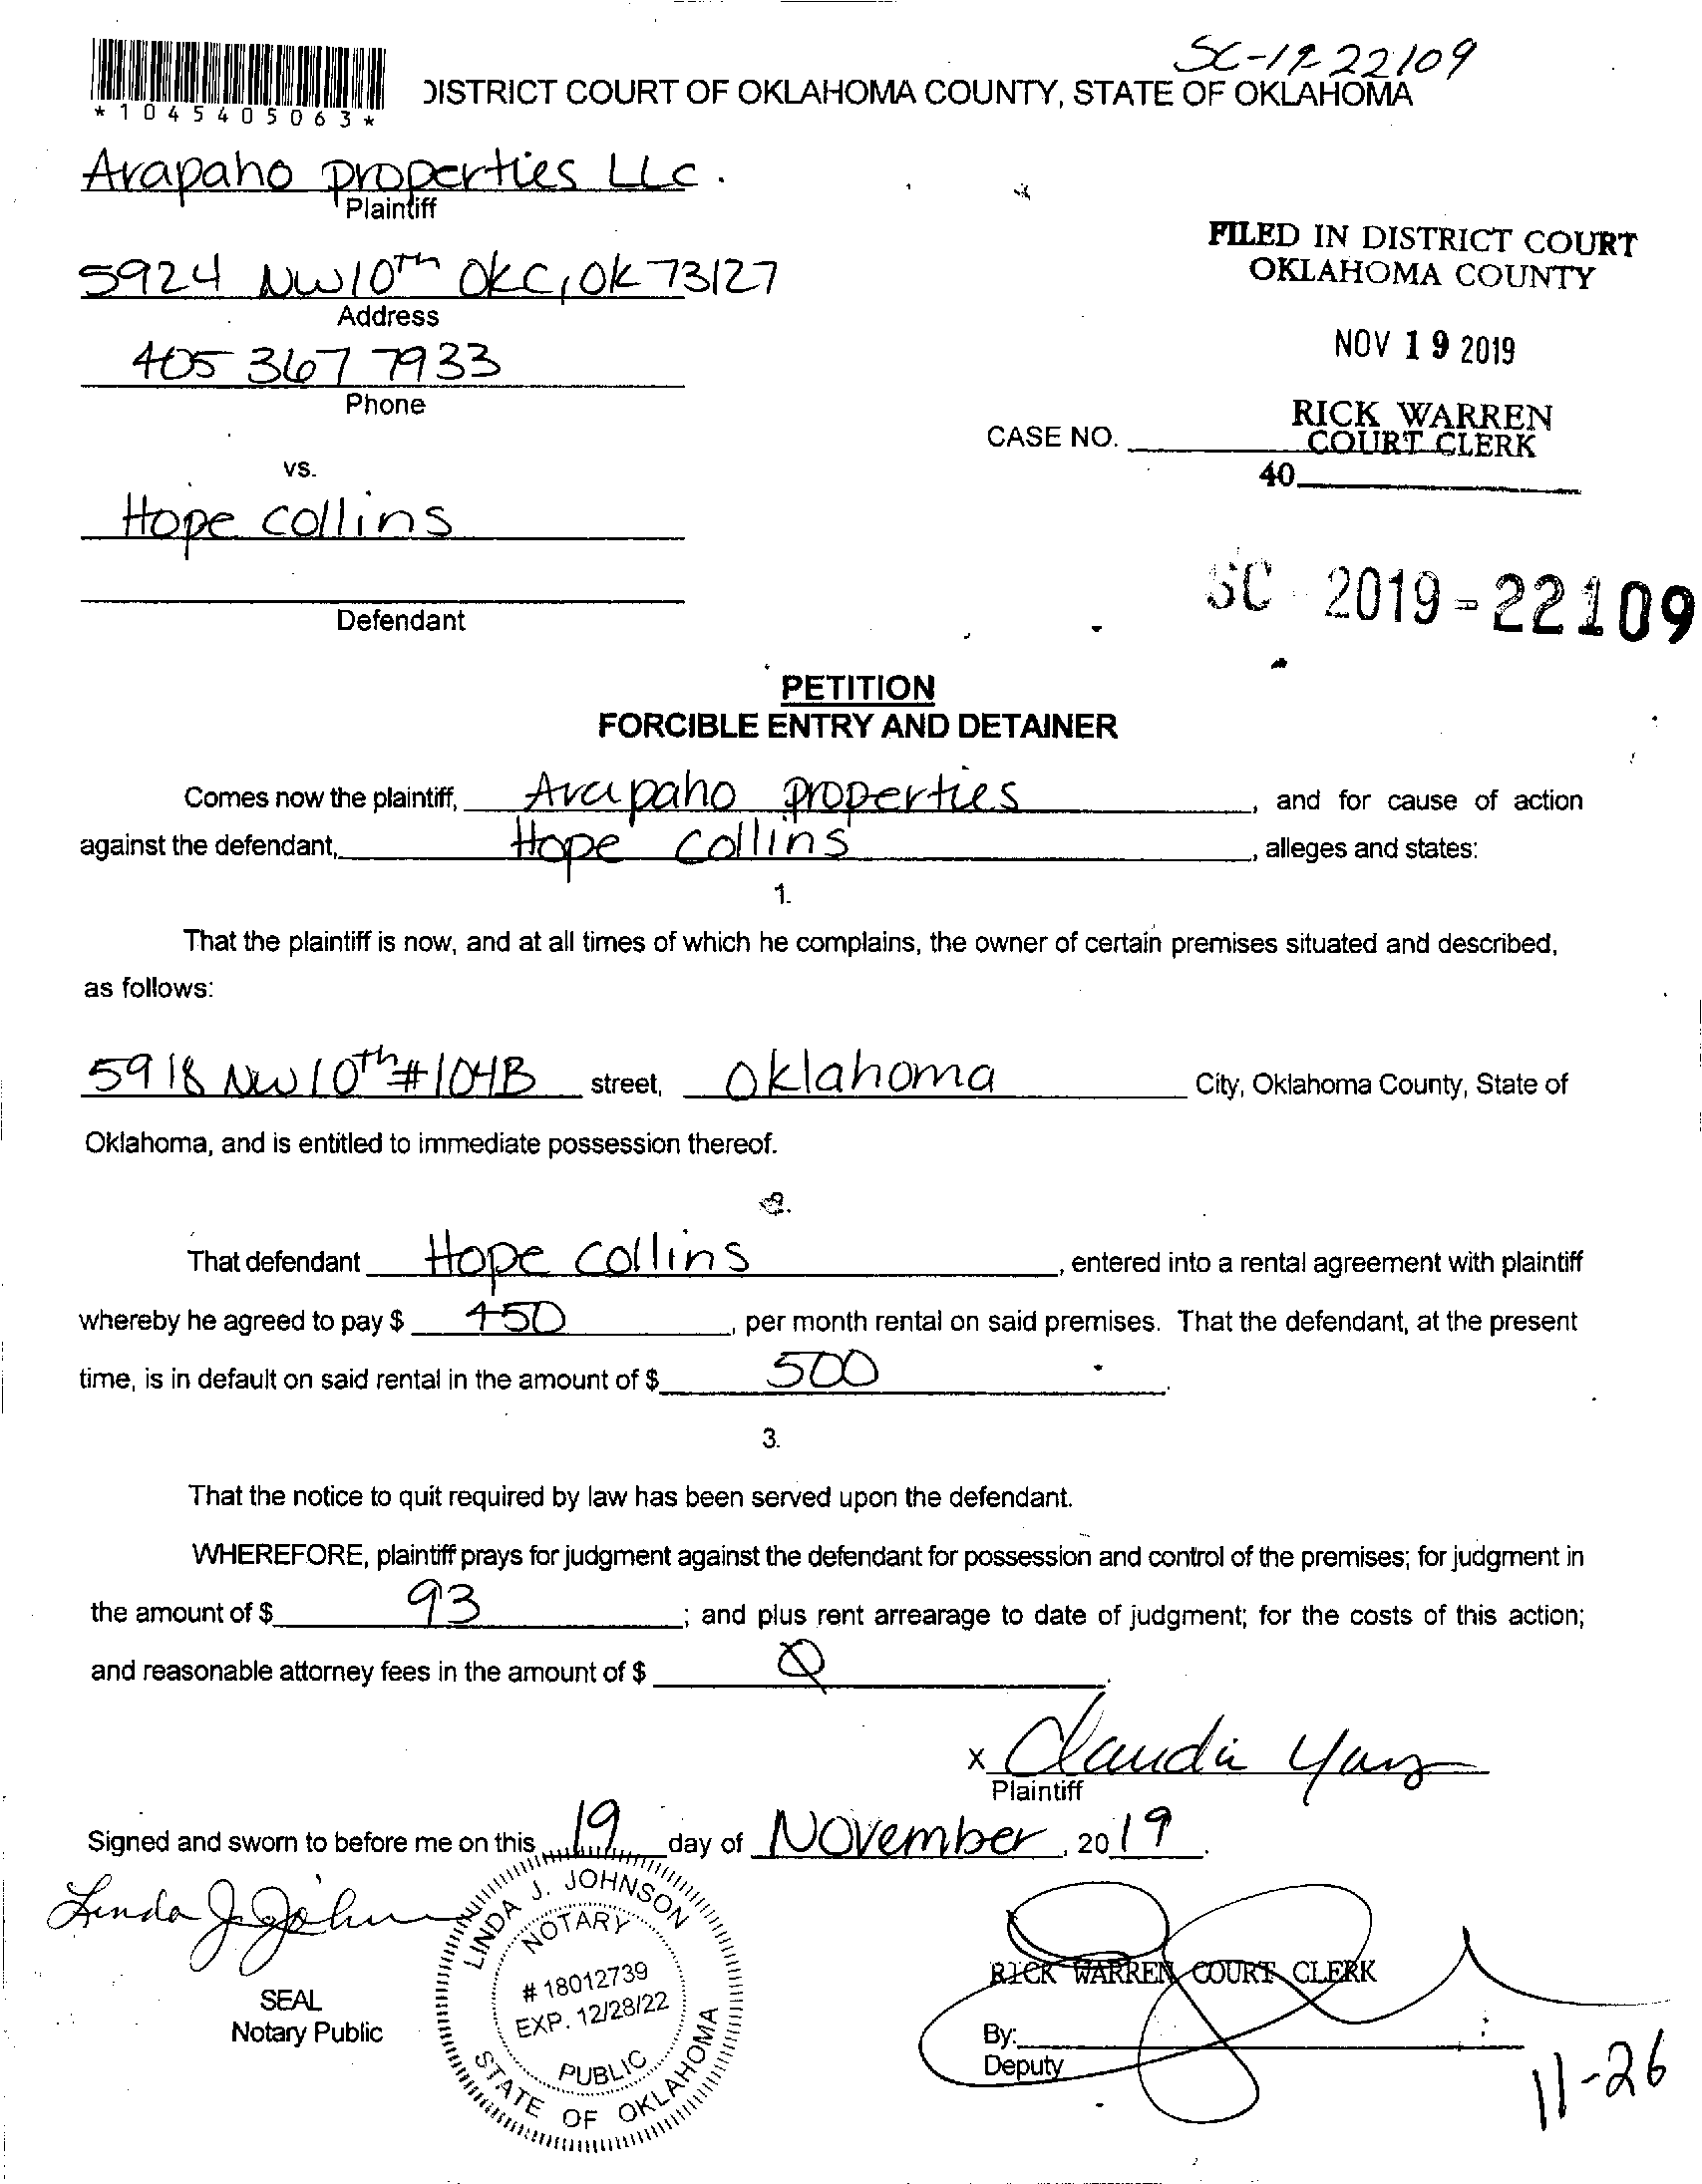 SC-19-22109
*1045405063*
DISTRICT COURT OF OKLAHOMA COUNTY, STATE OF OKLAHOMA
Arapaho properties LLC.
Plaintiff
5924 NW 10th OKC, OK 73127
Address
405 367 7933
Phone
FILED IN DISTRICT COURT
OKLAHOMA COUNTY
NOV 19 2019
RICK WARREN
COURT CLERK
40
CASE NO.
vs.
Hope collins
Defendant
SC 2019-22109
PETITION
FORCIBLE ENTRY AND DETAINER
Comes now the plaintiff, Arapaho properties, and for cause of action
against the defendant, Hope collins, alleges and states:
1.
That the plaintiff is now, and at all times of which he complains, the owner of certain premises situated and described,
as follows:
5918 NW 10th #104B street, Oklahoma City, Oklahoma County, State of
Oklahoma, and is entitled to immediate possession thereof.
2.
That defendant Hope collins, entered into a rental agreement with plaintiff
whereby he agreed to pay $ 450, per month rental on said premises. That the defendant, at the present
time, is in default on said rental in the amount of $ 500.
3.
That the notice to quit required by law has been served upon the defendant.
WHEREFORE, plaintiff prays for judgment against the defendant for possession and control of the premises; for judgment in
the amount of $ 93; and plus rent arrearage to date of judgment; for the costs of this action;
and reasonable attorney fees in the amount of $ 0.
x Claudia
Plaintiff
Signed and sworn to before me on this 19 day of November, 2019.
Linda J Johnson
LINDA J. JOHNSON
NOTARY
# 18012739
EXP. 12/28/22
PUBLIC
STATE OF OKLAHOMA
SEAL
Notary Public
RICK WARREN COURT CLERK
By:
Deputy
11-26